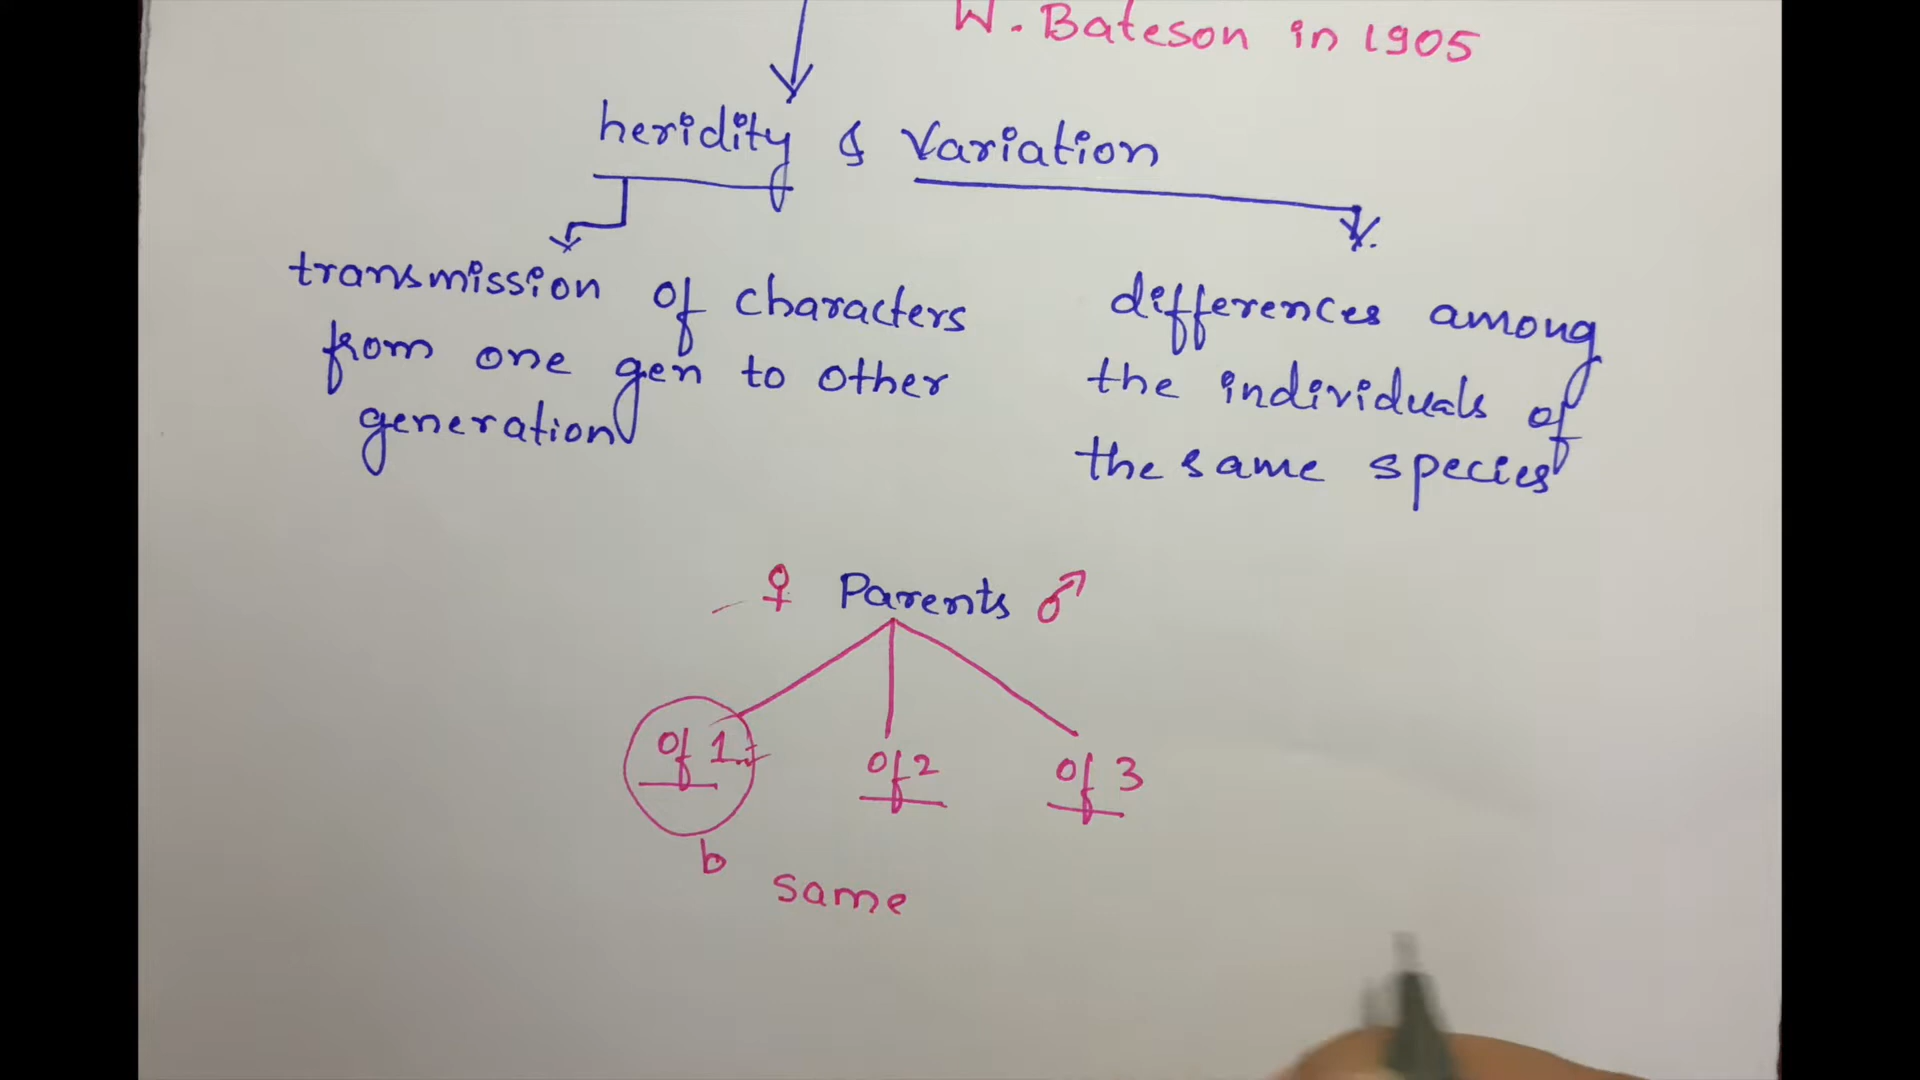 W. Bateson in 1905
heridity & Variation
transmission of characters
from one gen to other
generation
differences among
the individuals of
the same species
♀ Parents ♂
of 1
of 2
of 3
b
same